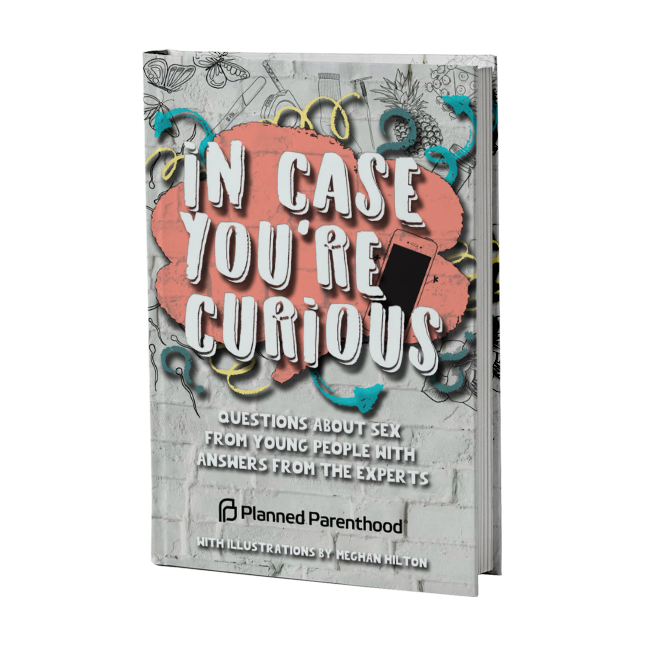 iN CASE
YOU'RE
CURiOUS
QUESTIONS ABOUT SEX
FROM YOUNG PEOPLE WITH
ANSWERS FROM THE EXPERTS
Planned Parenthood
WITH ILLUSTRATIONS BY MEGHAN HILTON